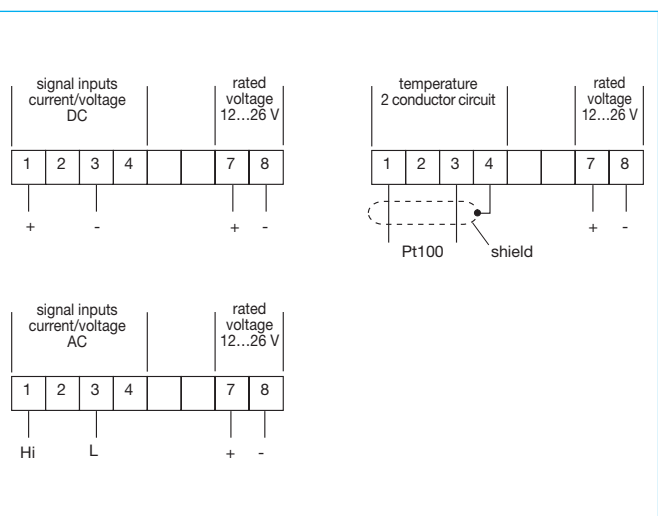 signal inputs
current/voltage
DC
rated
voltage
12...26 V
1 2 3 4 7 8
+ - + -
temperature
2 conductor circuit
rated
voltage
12...26 V
1 2 3 4 7 8
+ -
Pt100 shield
signal inputs
current/voltage
AC
rated
voltage
12...26 V
1 2 3 4 7 8
Hi L + -